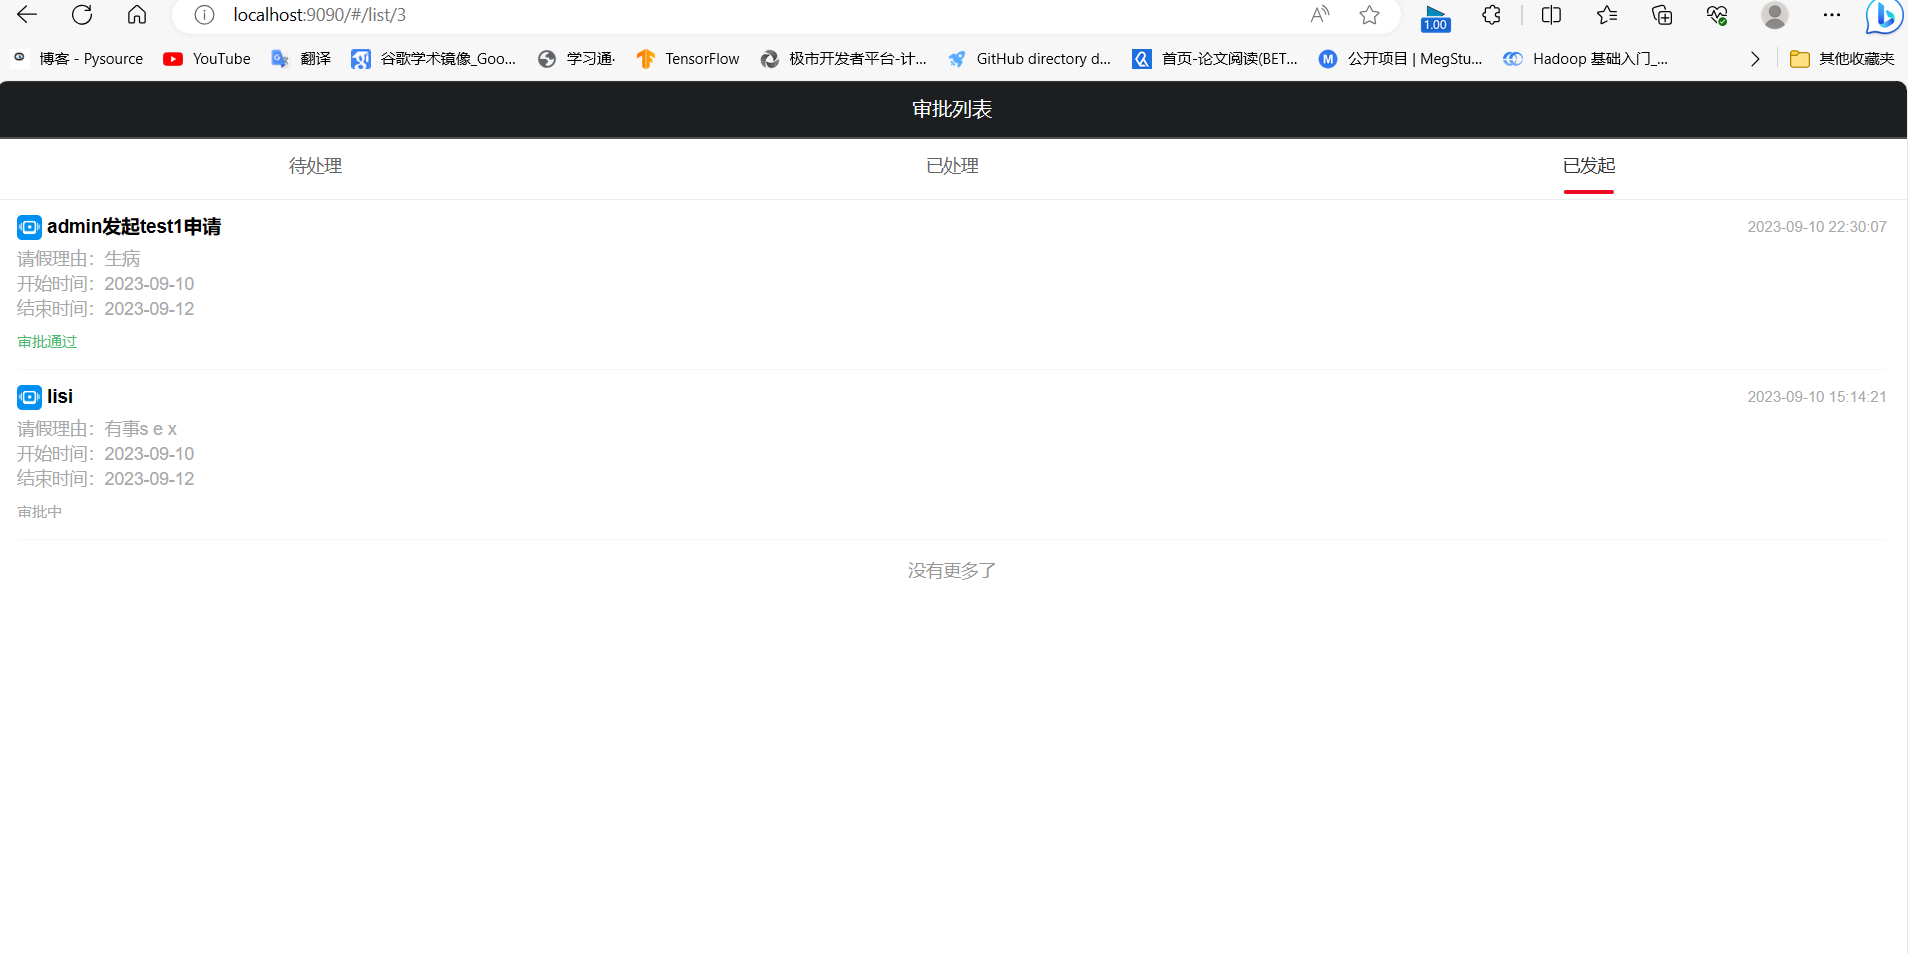 localhost:9090/#/list/3
1.00
博客 - Pysource YouTube 翻译 谷歌学术镜像_Goo... 学习通· TensorFlow 极市开发者平台-计... GitHub directory d... 首页-论文阅读(BET... 公开项目 | MegStu... Hadoop 基础入门_... 其他收藏夹
审批列表
待处理 已处理 已发起
admin发起test1申请 2023-09-10 22:30:07
请假理由：生病
开始时间：2023-09-10
结束时间：2023-09-12
审批通过
lisi 2023-09-10 15:14:21
请假理由：有事s e x
开始时间：2023-09-10
结束时间：2023-09-12
审批中
没有更多了